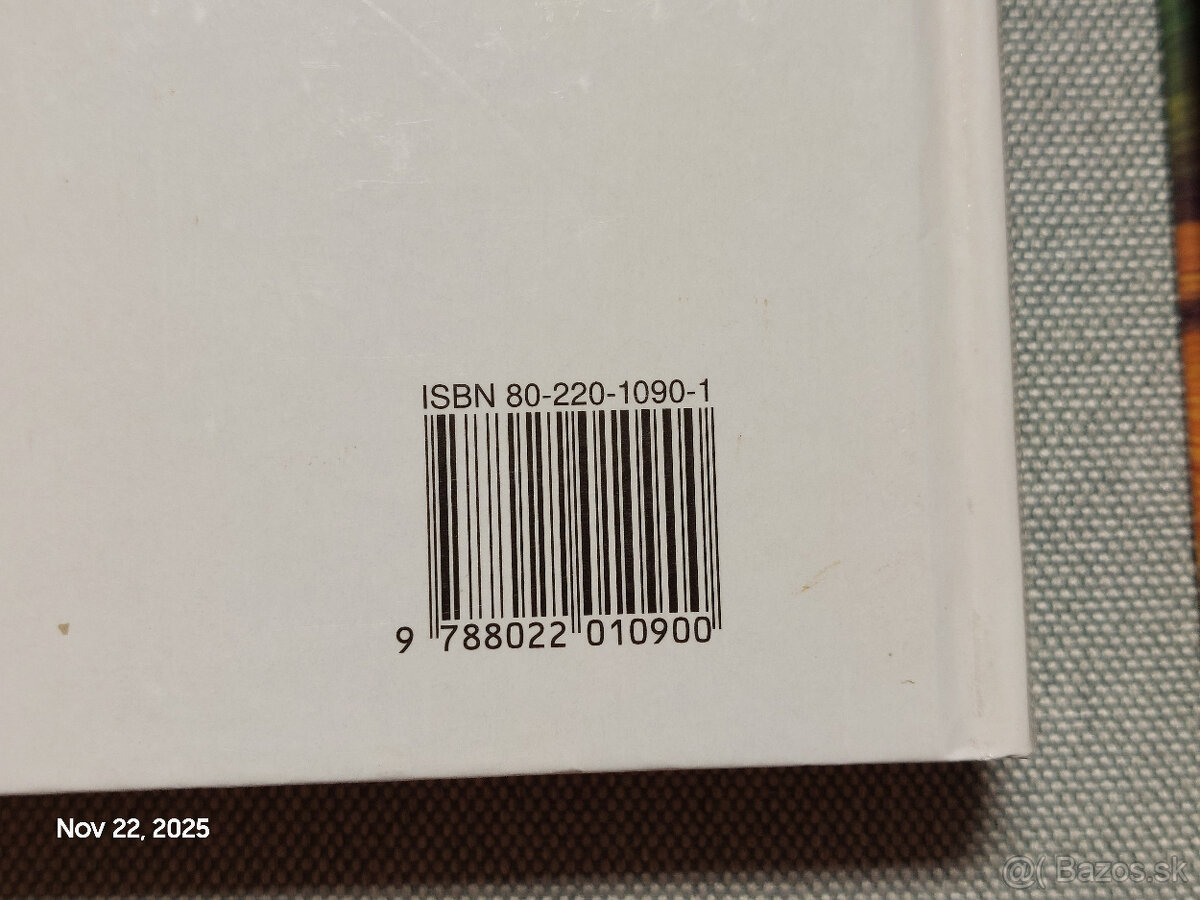 ISBN 80-220-1090-1
9 788022 010900
Nov 22, 2025
@( Bazos.sk